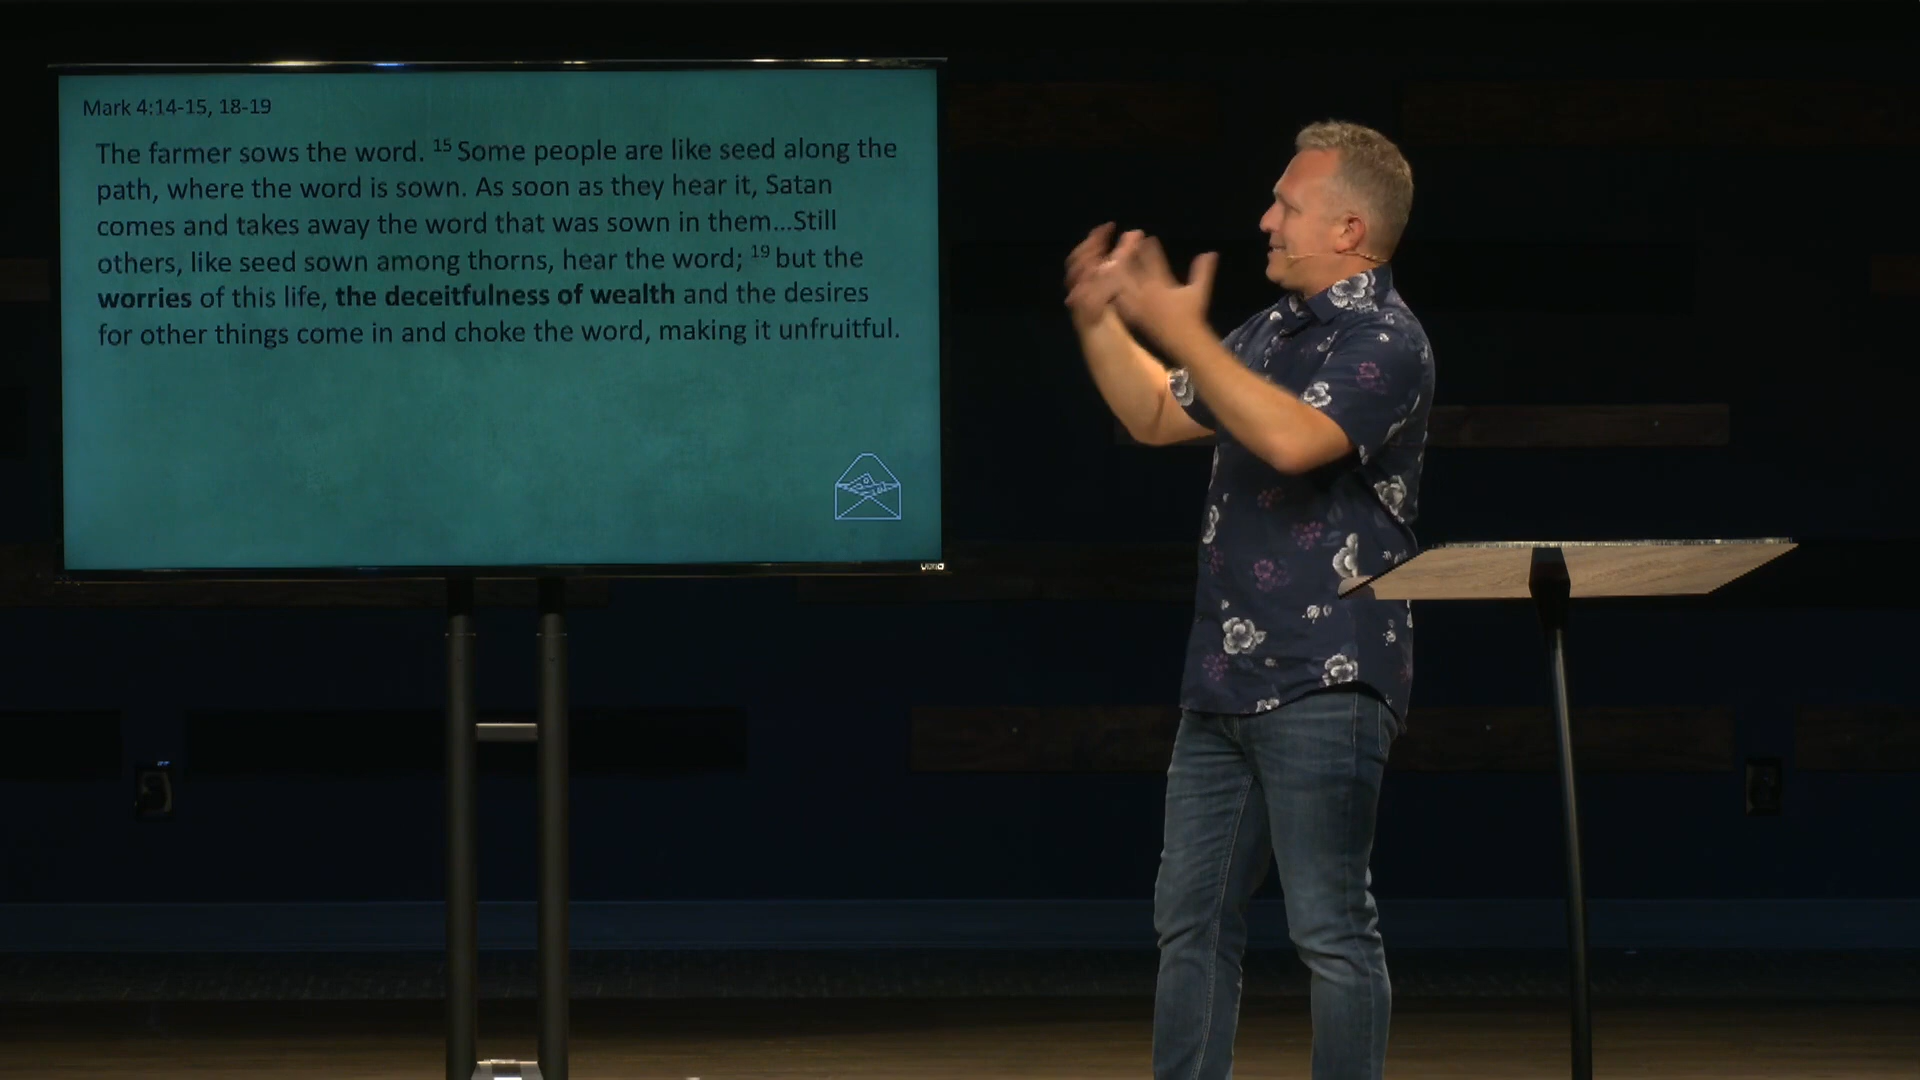 Mark 4:14-15, 18-19
The farmer sows the word. 15 Some people are like seed along the
path, where the word is sown. As soon as they hear it, Satan
comes and takes away the word that was sown in them...Still
others, like seed sown among thorns, hear the word; 19 but the
worries of this life, the deceitfulness of wealth and the desires
for other things come in and choke the word, making it unfruitful.
VIZIO